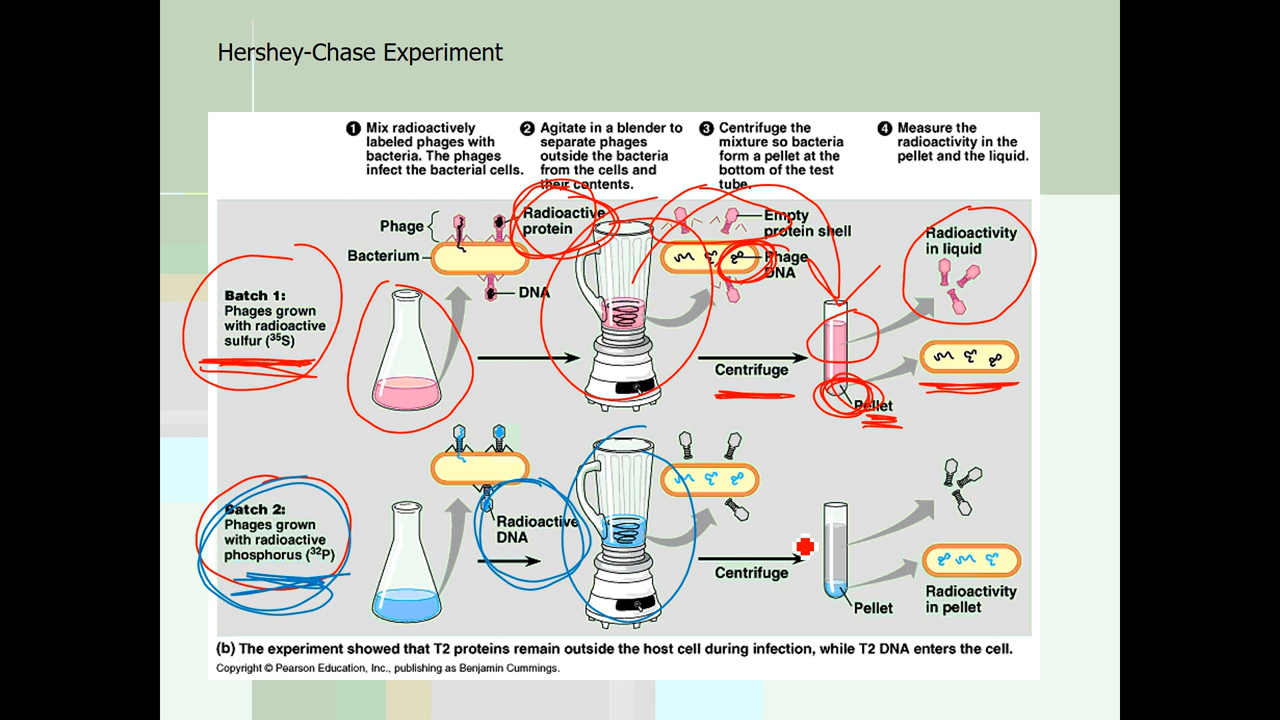 Hershey-Chase Experiment
1 Mix radioactively
labeled phages with
bacteria. The phages
infect the bacterial cells.
2 Agitate in a blender to
separate phages
outside the bacteria
from the cells and
their contents.
3 Centrifuge the
mixture so bacteria
form a pellet at the
bottom of the test
tube.
4 Measure the
radioactivity in the
pellet and the liquid.
Phage
Radioactive
protein
Empty
protein shell
Bacterium
Phage
DNA
DNA
Radioactivity
in liquid
Batch 1:
Phages grown
with radioactive
sulfur (³⁵S)
Centrifuge
Pellet
Batch 2:
Phages grown
with radioactive
phosphorus (³²P)
Radioactive
DNA
Centrifuge
Pellet
Radioactivity
in pellet
(b) The experiment showed that T2 proteins remain outside the host cell during infection, while T2 DNA enters the cell.
Copyright © Pearson Education, Inc., publishing as Benjamin Cummings.